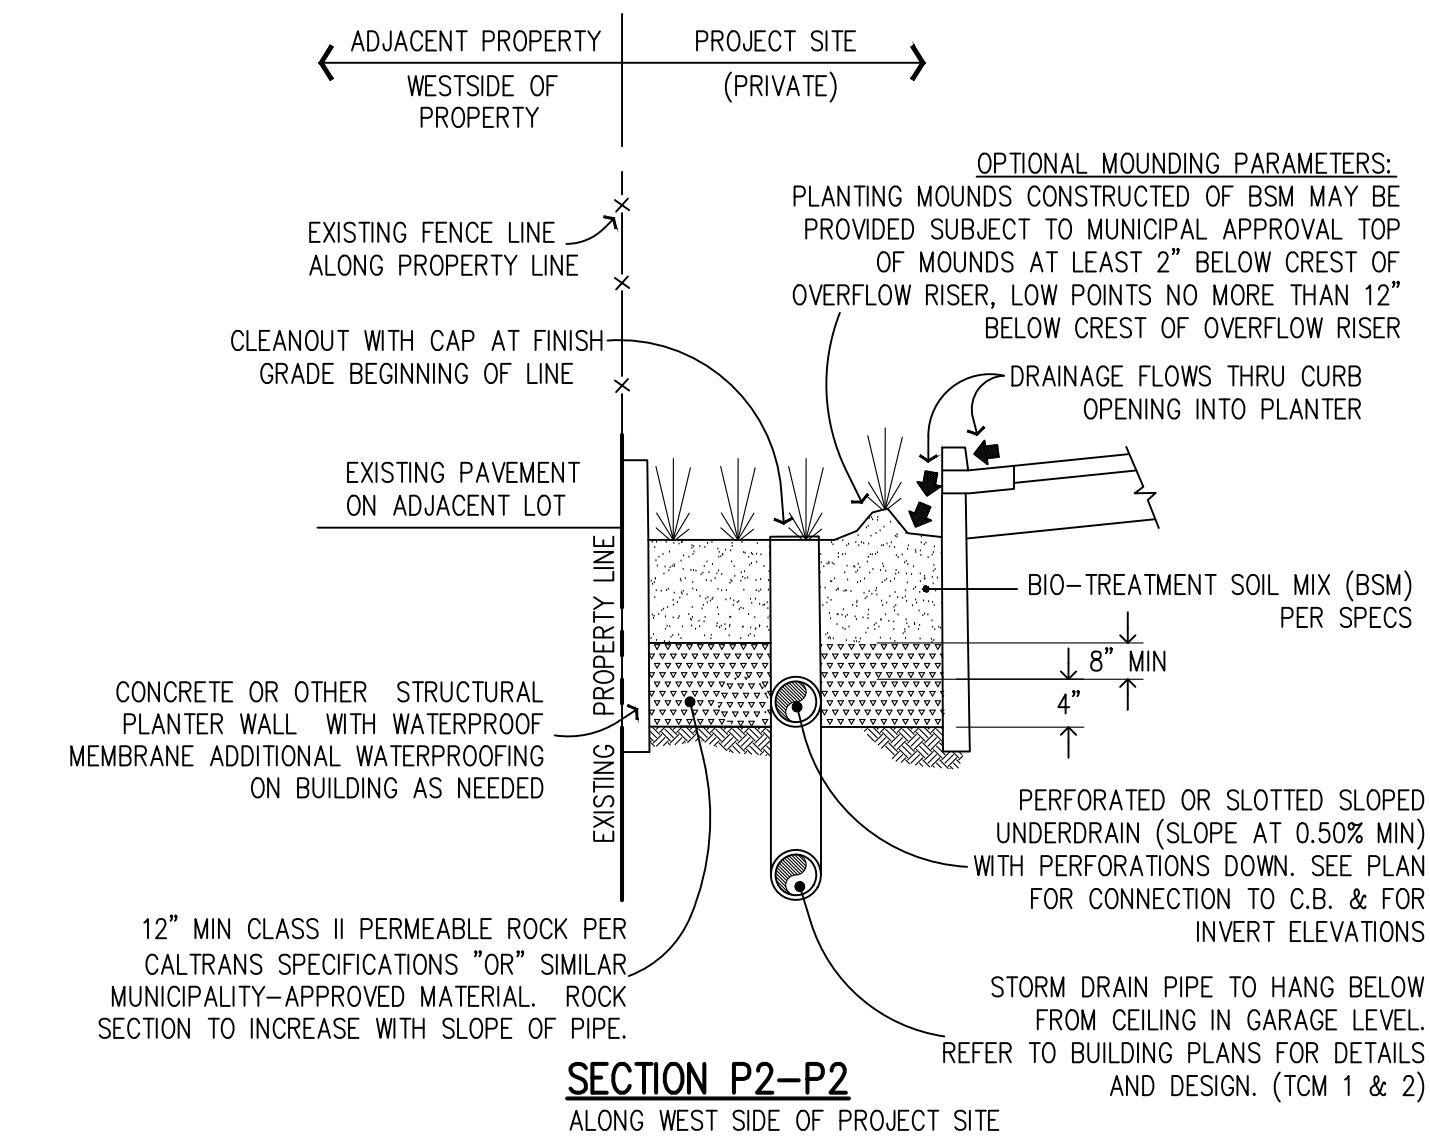 ADJACENT PROPERTY
WESTSIDE OF
PROPERTY
PROJECT SITE
(PRIVATE)
OPTIONAL MOUNDING PARAMETERS:
PLANTING MOUNDS CONSTRUCTED OF BSM MAY BE
PROVIDED SUBJECT TO MUNICIPAL APPROVAL TOP
OF MOUNDS AT LEAST 2" BELOW CREST OF
OVERFLOW RISER, LOW POINTS NO MORE THAN 12"
BELOW CREST OF OVERFLOW RISER
EXISTING FENCE LINE
ALONG PROPERTY LINE
CLEANOUT WITH CAP AT FINISH
GRADE BEGINNING OF LINE
DRAINAGE FLOWS THRU CURB
OPENING INTO PLANTER
EXISTING PAVEMENT
ON ADJACENT LOT
EXISTING PROPERTY LINE
BIO-TREATMENT SOIL MIX (BSM)
PER SPECS
8" MIN
4"
CONCRETE OR OTHER STRUCTURAL
PLANTER WALL WITH WATERPROOF
MEMBRANE ADDITIONAL WATERPROOFING
ON BUILDING AS NEEDED
PERFORATED OR SLOTTED SLOPED
UNDERDRAIN (SLOPE AT 0.50% MIN)
WITH PERFORATIONS DOWN. SEE PLAN
FOR CONNECTION TO C.B. & FOR
INVERT ELEVATIONS
12" MIN CLASS II PERMEABLE ROCK PER
CALTRANS SPECIFICATIONS "OR" SIMILAR
MUNICIPALITY-APPROVED MATERIAL. ROCK
SECTION TO INCREASE WITH SLOPE OF PIPE.
STORM DRAIN PIPE TO HANG BELOW
FROM CEILING IN GARAGE LEVEL.
REFER TO BUILDING PLANS FOR DETAILS
AND DESIGN. (TCM 1 & 2)
SECTION P2-P2
ALONG WEST SIDE OF PROJECT SITE